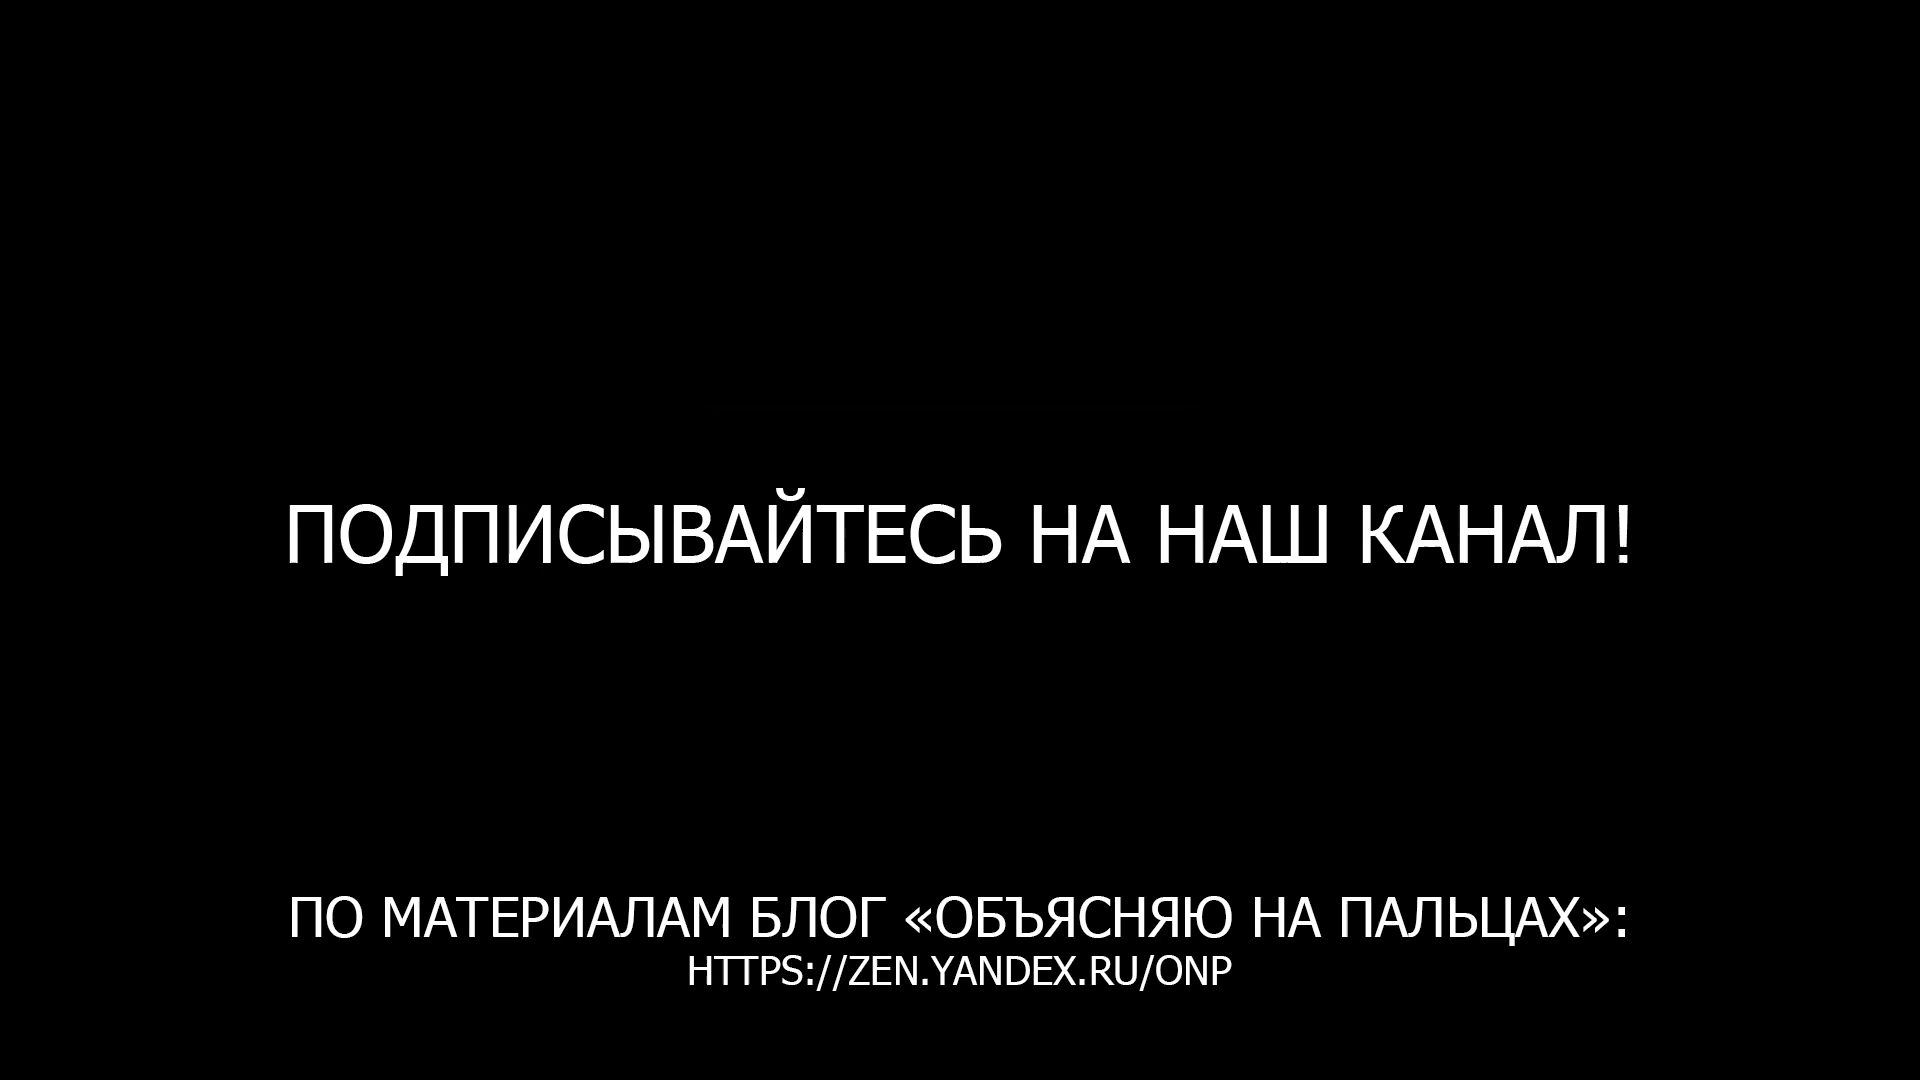 ПОДПИСЫВАЙТЕСЬ НА НАШ КАНАЛ!
ПО МАТЕРИАЛАМ БЛОГ «ОБЪЯСНЯЮ НА ПАЛЬЦАХ»:
HTTPS://ZEN.YANDEX.RU/ONP